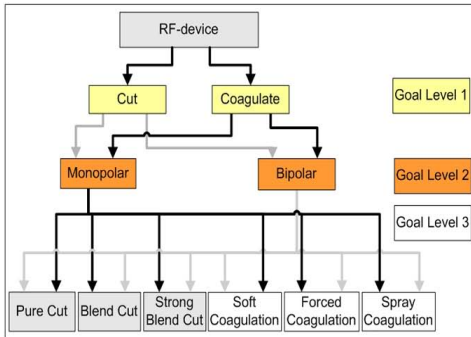 RF-device
Cut
Coagulate
Goal Level 1
Monopolar
Bipolar
Goal Level 2
Goal Level 3
Pure Cut
Blend Cut
Strong
Blend Cut
Soft
Coagulation
Forced
Coagulation
Spray
Coagulation